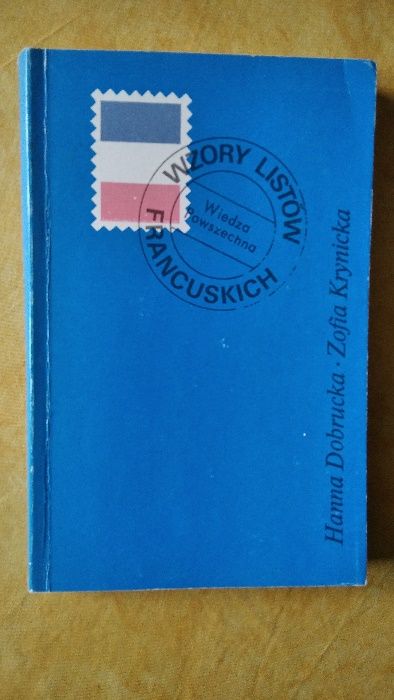 WZORY LISTÓW
FRANCUSKICH
Wiedza
Powszechna
Hanna Dobrucka · Zofia Krynicka